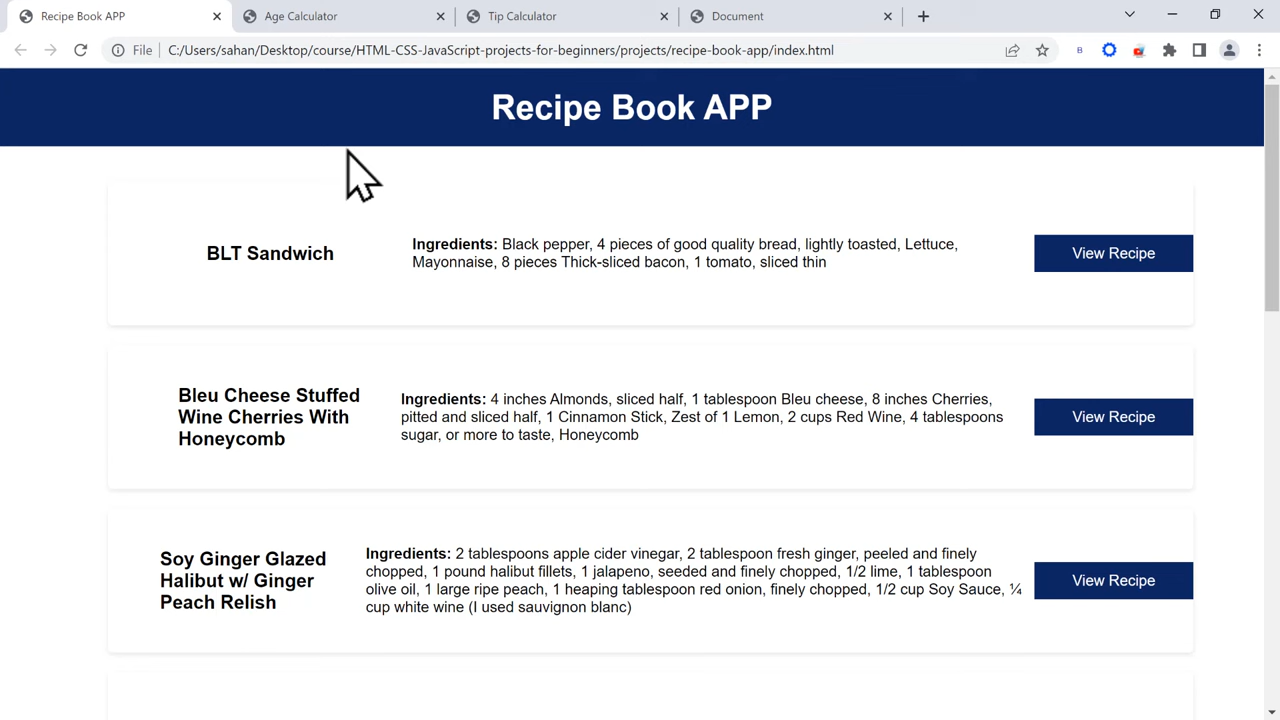 Recipe Book APP
Age Calculator
Tip Calculator
Document
File
C:/Users/sahan/Desktop/course/HTML-CSS-JavaScript-projects-for-beginners/projects/recipe-book-app/index.html
B
Recipe Book APP
BLT Sandwich
Ingredients: Black pepper, 4 pieces of good quality bread, lightly toasted, Lettuce,
Mayonnaise, 8 pieces Thick-sliced bacon, 1 tomato, sliced thin
View Recipe
Bleu Cheese Stuffed
Wine Cherries With
Honeycomb
Ingredients: 4 inches Almonds, sliced half, 1 tablespoon Bleu cheese, 8 inches Cherries,
pitted and sliced half, 1 Cinnamon Stick, Zest of 1 Lemon, 2 cups Red Wine, 4 tablespoons
sugar, or more to taste, Honeycomb
View Recipe
Soy Ginger Glazed
Halibut w/ Ginger
Peach Relish
Ingredients: 2 tablespoons apple cider vinegar, 2 tablespoon fresh ginger, peeled and finely
chopped, 1 pound halibut fillets, 1 jalapeno, seeded and finely chopped, 1/2 lime, 1 tablespoon
olive oil, 1 large ripe peach, 1 heaping tablespoon red onion, finely chopped, 1/2 cup Soy Sauce, ¼
cup white wine (I used sauvignon blanc)
View Recipe